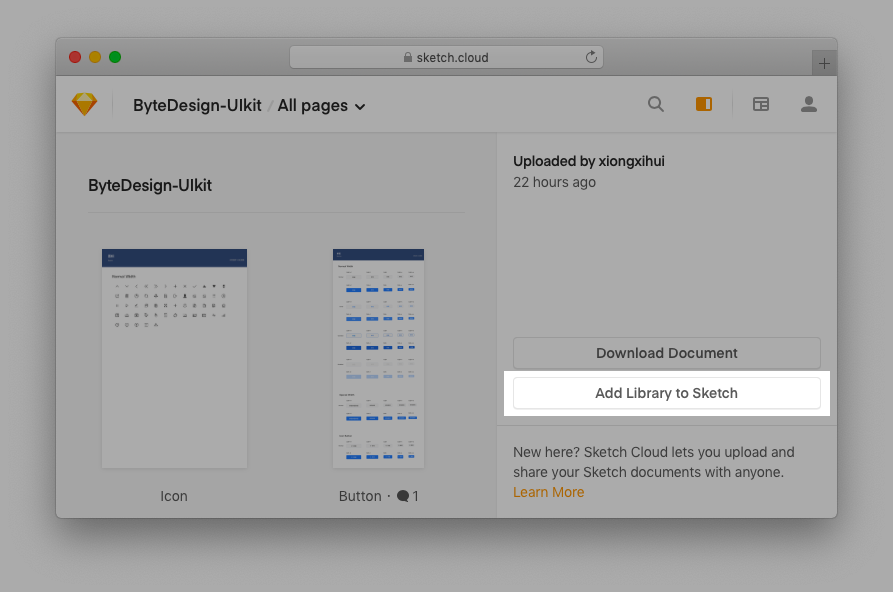 sketch.cloud
ByteDesign-UIkit / All pages
ByteDesign-UIkit
Uploaded by xiongxihui
22 hours ago
Download Document
Add Library to Sketch
New here? Sketch Cloud lets you upload and
share your Sketch documents with anyone.
Learn More
Icon
Button · 1